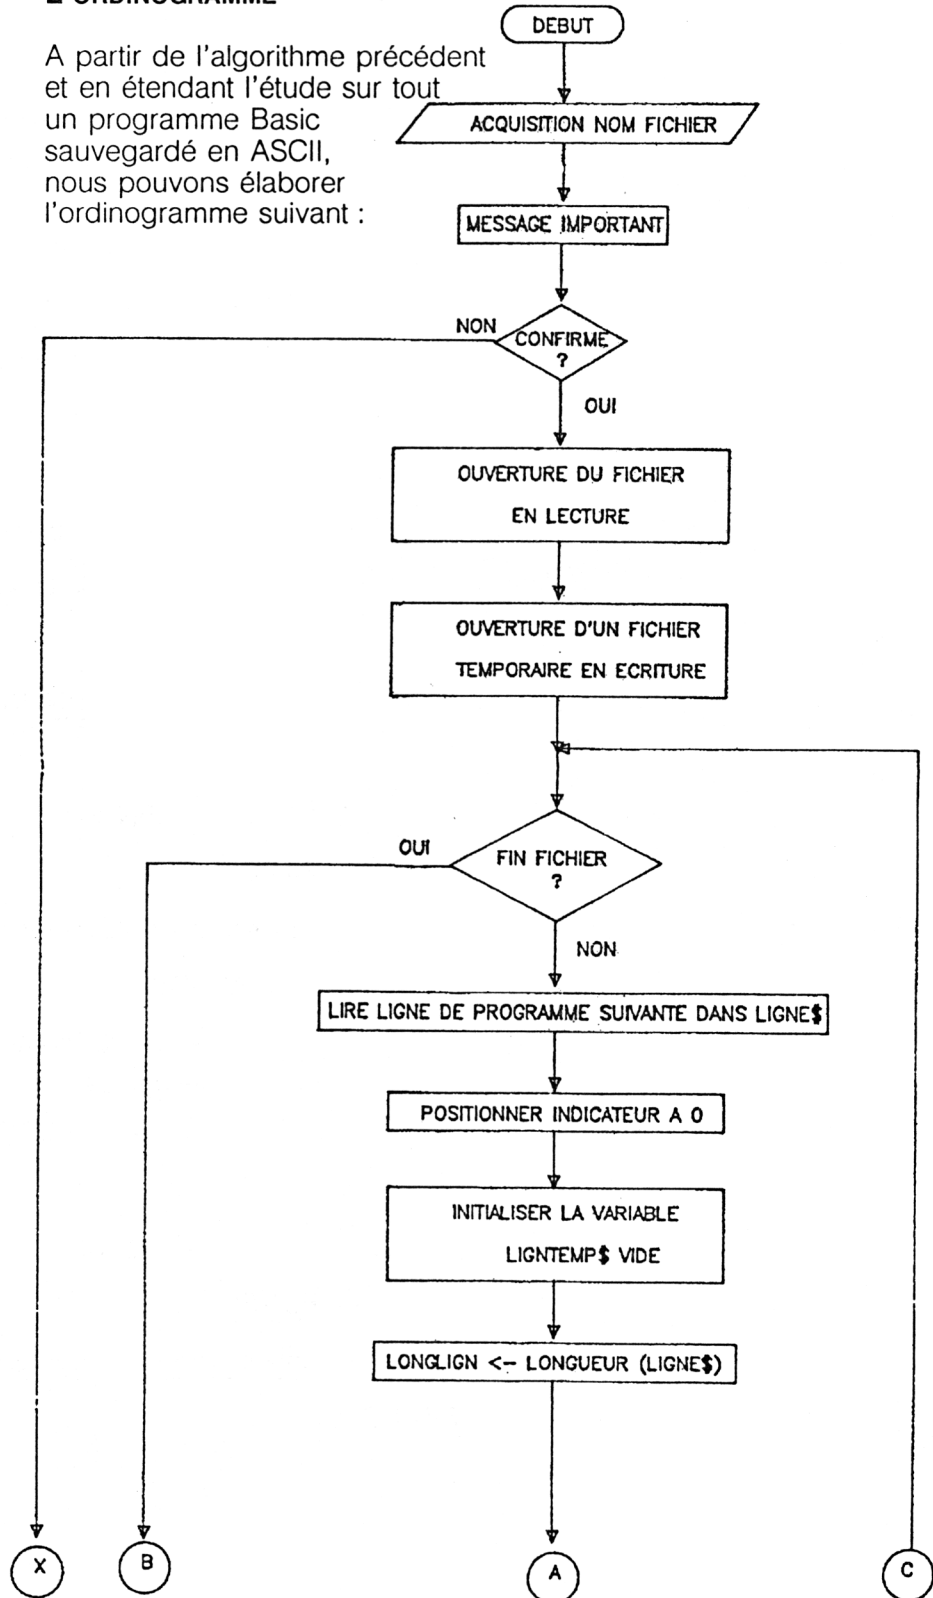 L'ORDINOGRAMME
A partir de l'algorithme précédent
et en étendant l'étude sur tout
un programme Basic
sauvegardé en ASCII,
nous pouvons élaborer
l'ordinogramme suivant :
DEBUT
ACQUISITION NOM FICHIER
MESSAGE IMPORTANT
NON
CONFIRME
?
OUI
OUVERTURE DU FICHIER
EN LECTURE
OUVERTURE D'UN FICHIER
TEMPORAIRE EN ECRITURE
OUI
FIN FICHIER
?
NON
LIRE LIGNE DE PROGRAMME SUIVANTE DANS LIGNE$
POSITIONNER INDICATEUR A 0
INITIALISER LA VARIABLE
LIGNTEMP$ VIDE
LONGLIGN <- LONGUEUR (LIGNE$)
X
B
A
C